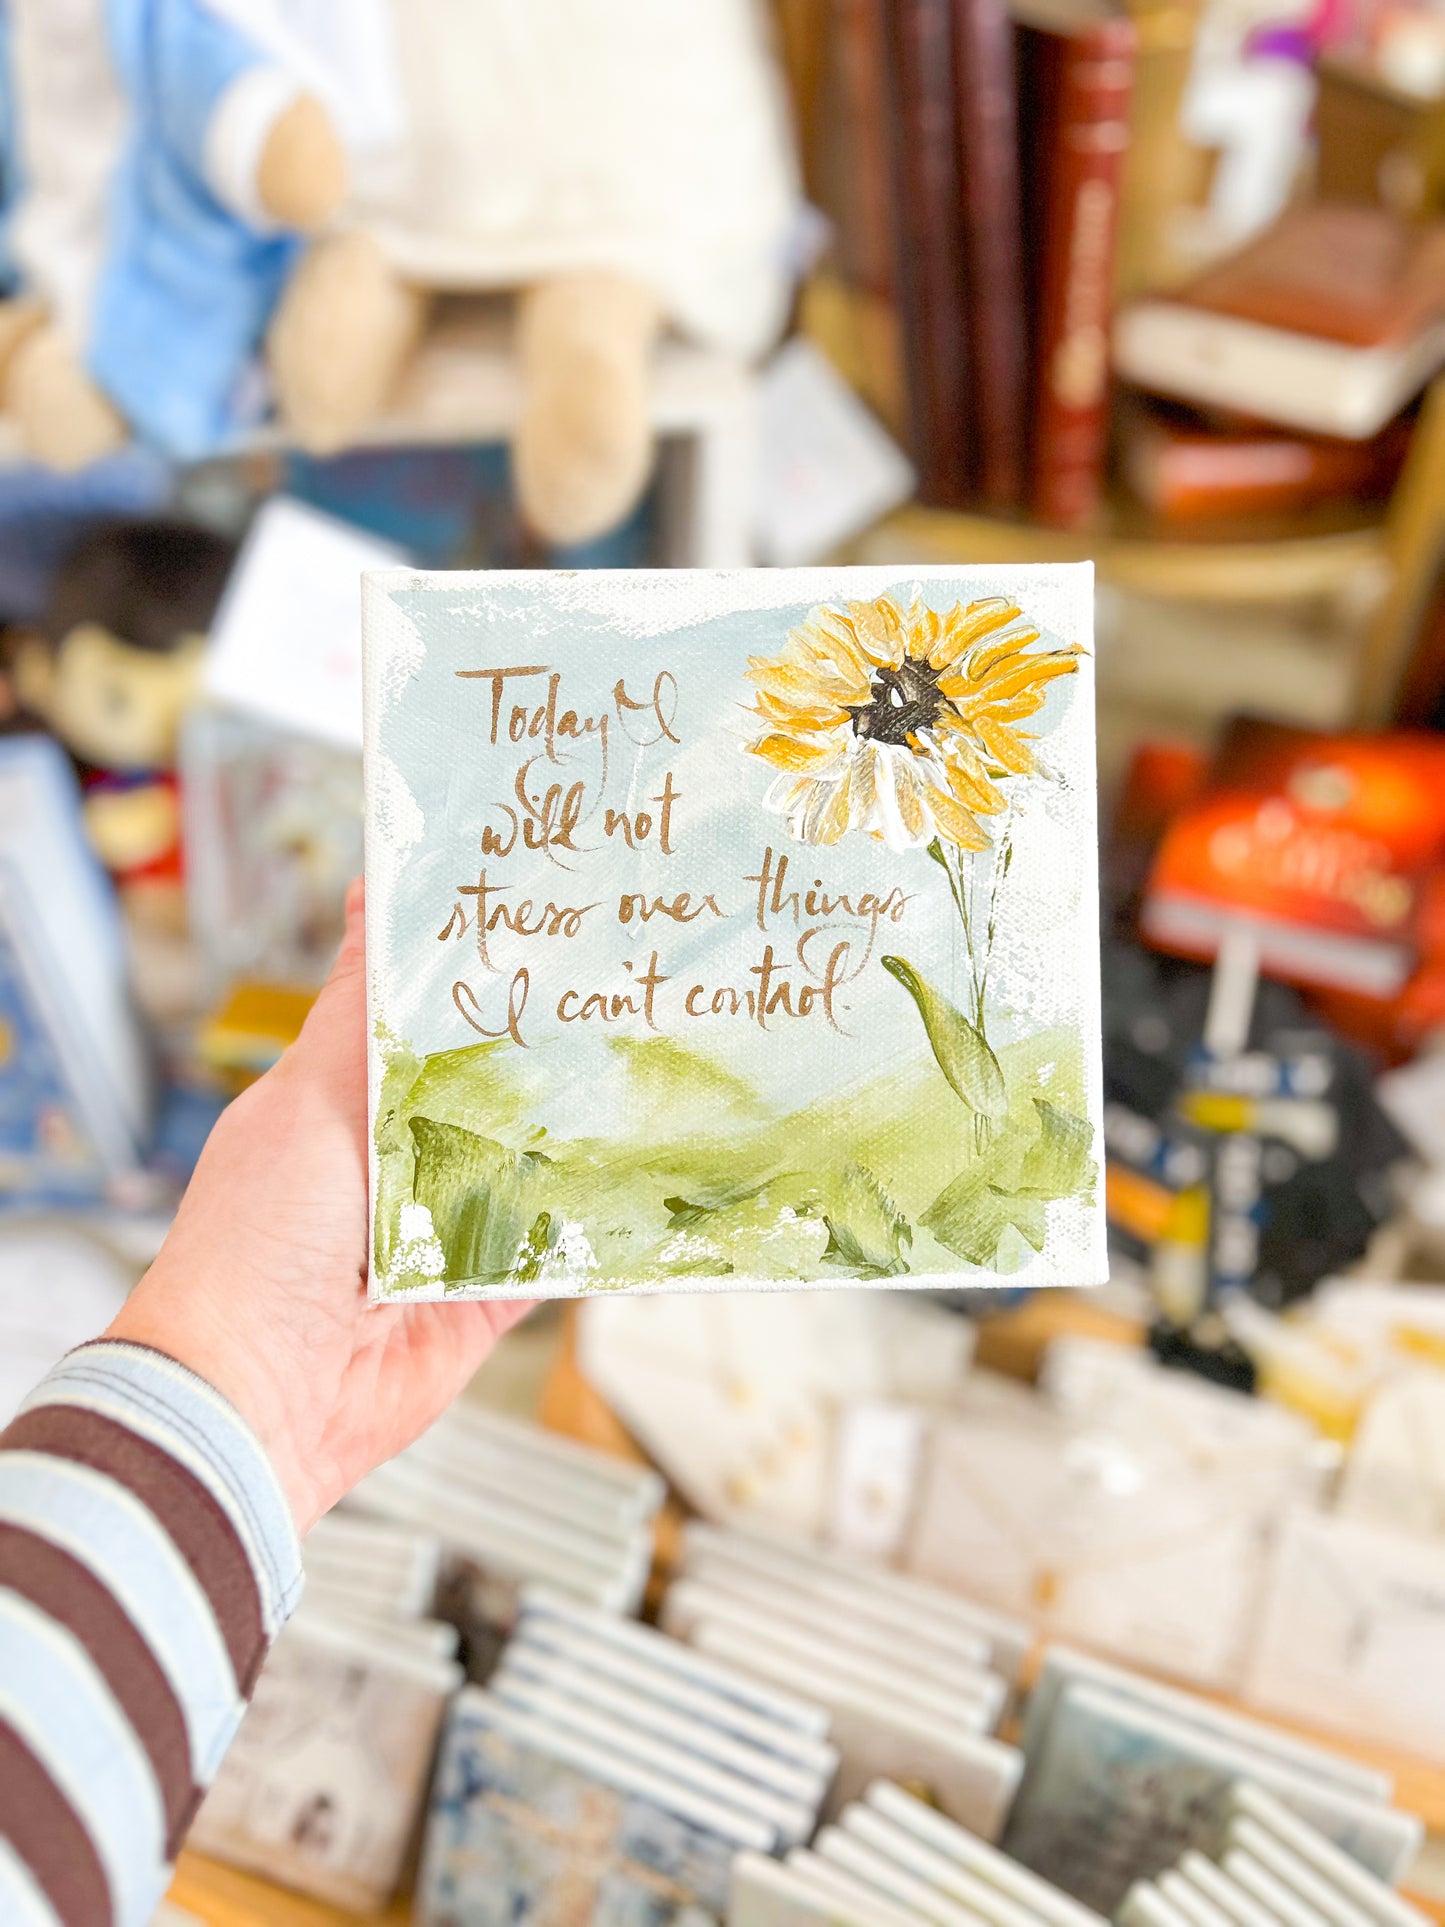 Today I
will not
stress over things
I can't control.